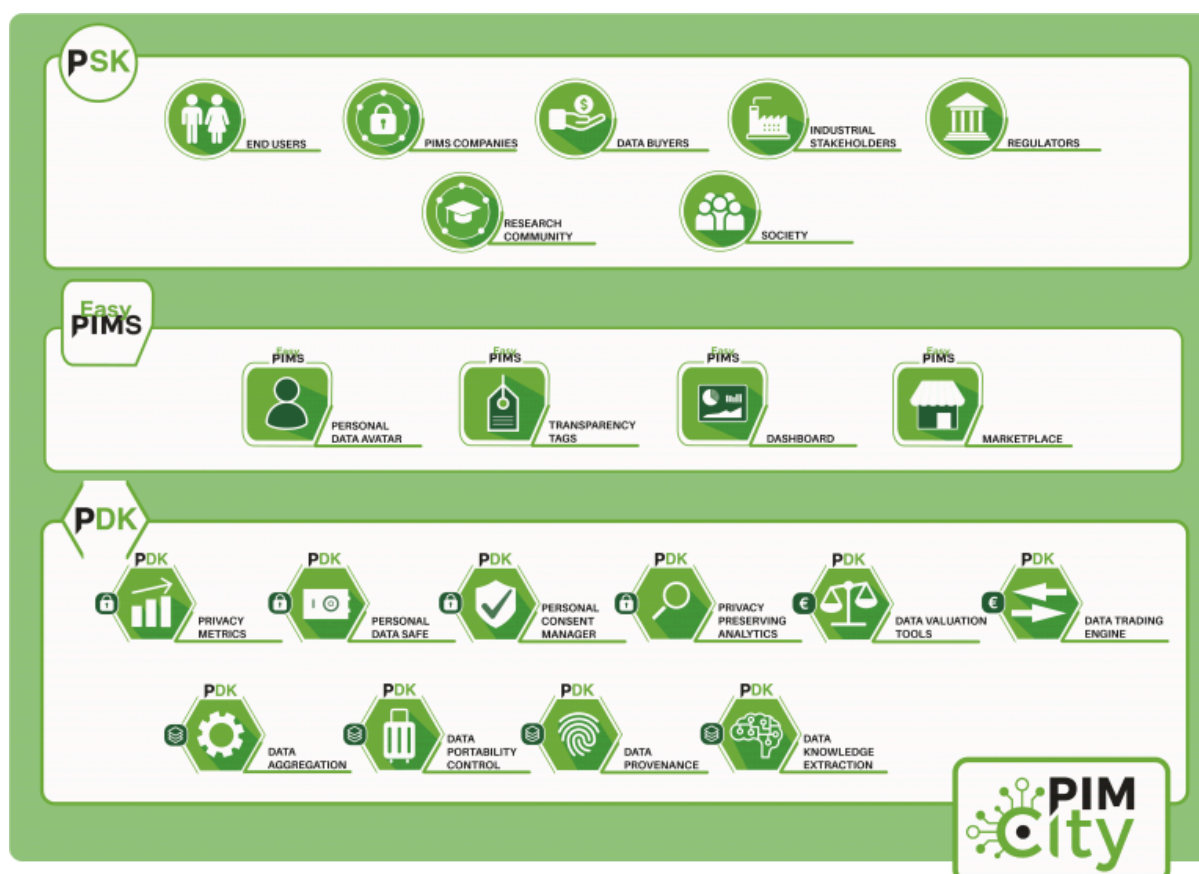 PSK
END USERS
PIMS COMPANIES
DATA BUYERS
INDUSTRIAL
STAKEHOLDERS
REGULATORS
RESEARCH
COMMUNITY
SOCIETY
Easy
PIMS
Easy
PIMS
PERSONAL
DATA AVATAR
Easy
PIMS
TRANSPARENCY
TAGS
Easy
PIMS
DASHBOARD
Easy
PIMS
MARKETPLACE
PDK
PDK
PRIVACY
METRICS
PDK
PERSONAL
DATA SAFE
PDK
PERSONAL
CONSENT
MANAGER
PDK
PRIVACY
PRESERVING
ANALYTICS
PDK
€
DATA VALUATION
TOOLS
PDK
€
DATA TRADING
ENGINE
PDK
DATA
AGGREGATION
PDK
DATA
PORTABILITY
CONTROL
PDK
DATA
PROVENANCE
PDK
DATA
KNOWLEDGE
EXTRACTION
PIM
City